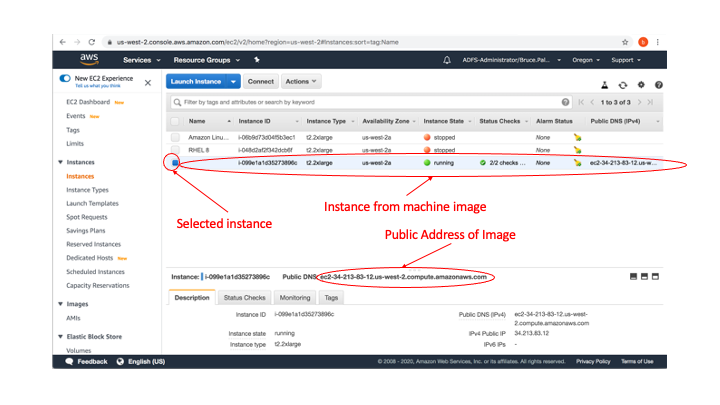 us-west-2.console.aws.amazon.com/ec2/v2/home?region=us-west-2#Instances:sort=tag:Name
aws Services Resource Groups ADFS-Administrator/Bruce.Pal... Oregon Support
New EC2 Experience
Tell us what you think
Launch Instance Connect Actions
EC2 Dashboard New
Events New
Tags
Limits
Instances
Instances
Instance Types
Launch Templates
Spot Requests
Savings Plans
Reserved Instances
Dedicated Hosts New
Scheduled Instances
Capacity Reservations
Images
AMIs
Elastic Block Store
Volumes
Filter by tags and attributes or search by keyword 1 to 3 of 3
Name Instance ID Instance Type Availability Zone Instance State Status Checks Alarm Status Public DNS (IPv4)
Amazon Linu... i-06b9d73d04f5b3ec1 t2.2xlarge us-west-2a stopped None
RHEL 8 i-048d2af2f342dcb6f t2.2xlarge us-west-2a stopped None
i-099e1a1d35273896c t2.2xlarge us-west-2a running 2/2 checks ... None ec2-34-213-83-12.us-w...
Selected instance
Instance from machine image
Public Address of Image
Instance: i-099e1a1d35273896c Public DNS: ec2-34-213-83-12.us-west-2.compute.amazonaws.com
Description Status Checks Monitoring Tags
Instance ID i-099e1a1d35273896c Public DNS (IPv4) ec2-34-213-83-12.us-west-
2.compute.amazonaws.com
Instance state running IPv4 Public IP 34.213.83.12
Instance type t2.2xlarge IPv6 IPs -
Feedback English (US) © 2008 - 2020, Amazon Web Services, Inc. or its affiliates. All rights reserved. Privacy Policy Terms of Use